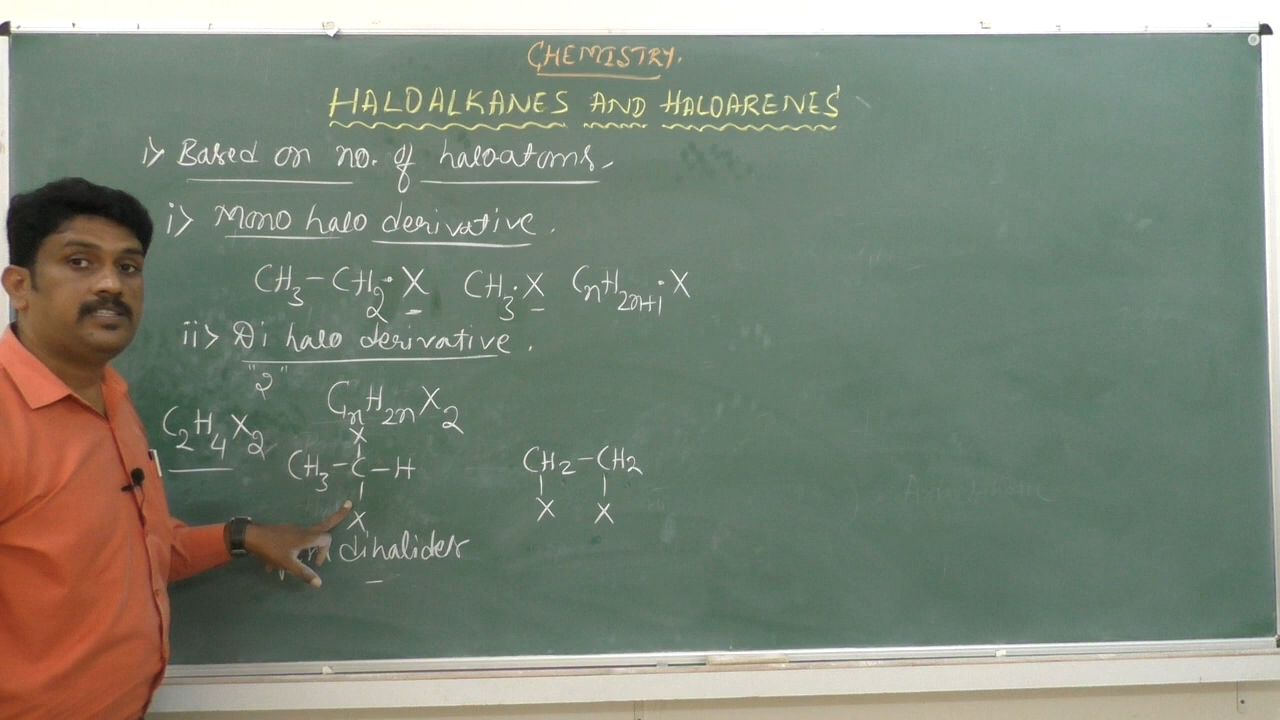 CHEMISTRY.
HALOALKANES AND HALOARENES
i> Based on no. of haloatoms.
i> Mono halo derivative.
CH3-CH2·X CH3·X CnH2n+1·X
ii> Di halo derivative.
"2"
CnH2nX2
C2H4X2
X
CH3-C-H
X
CH2-CH2
X X
dihalides